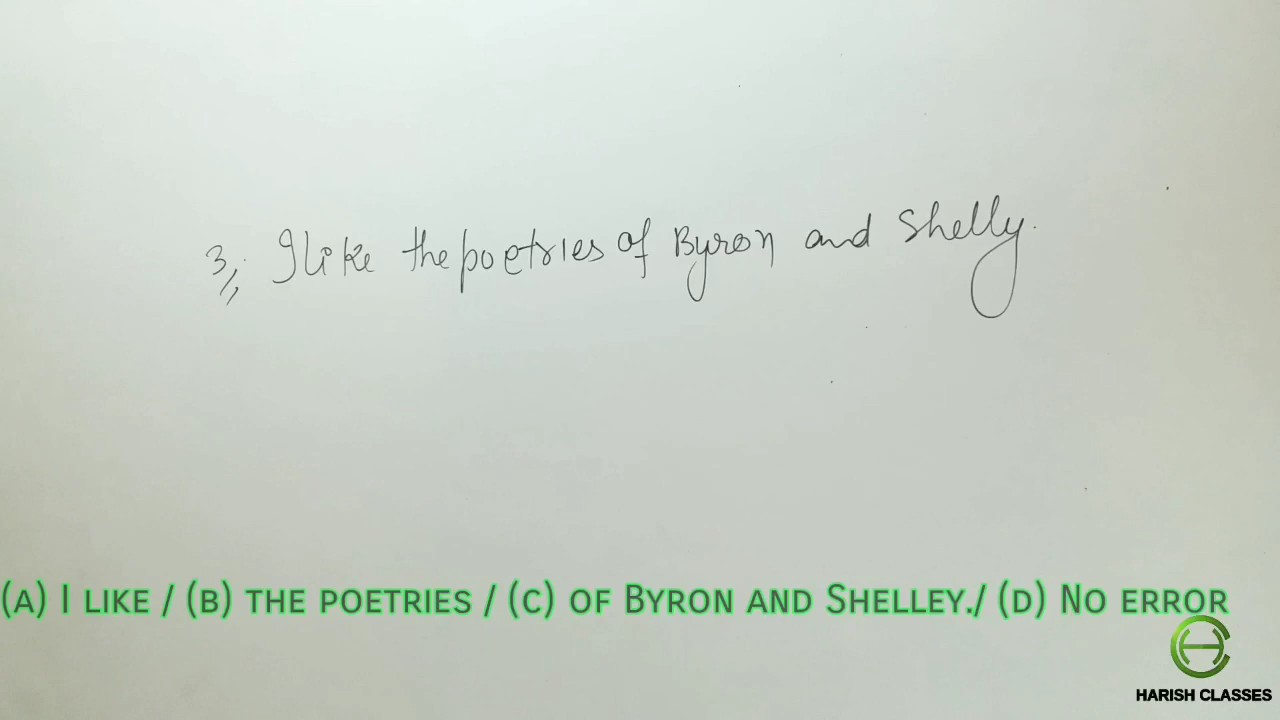 3, I like the poetries of Byron and Shelly.
(A) I LIKE / (B) THE POETRIES / (C) OF BYRON AND SHELLEY./ (D) NO ERROR
HARISH CLASSES